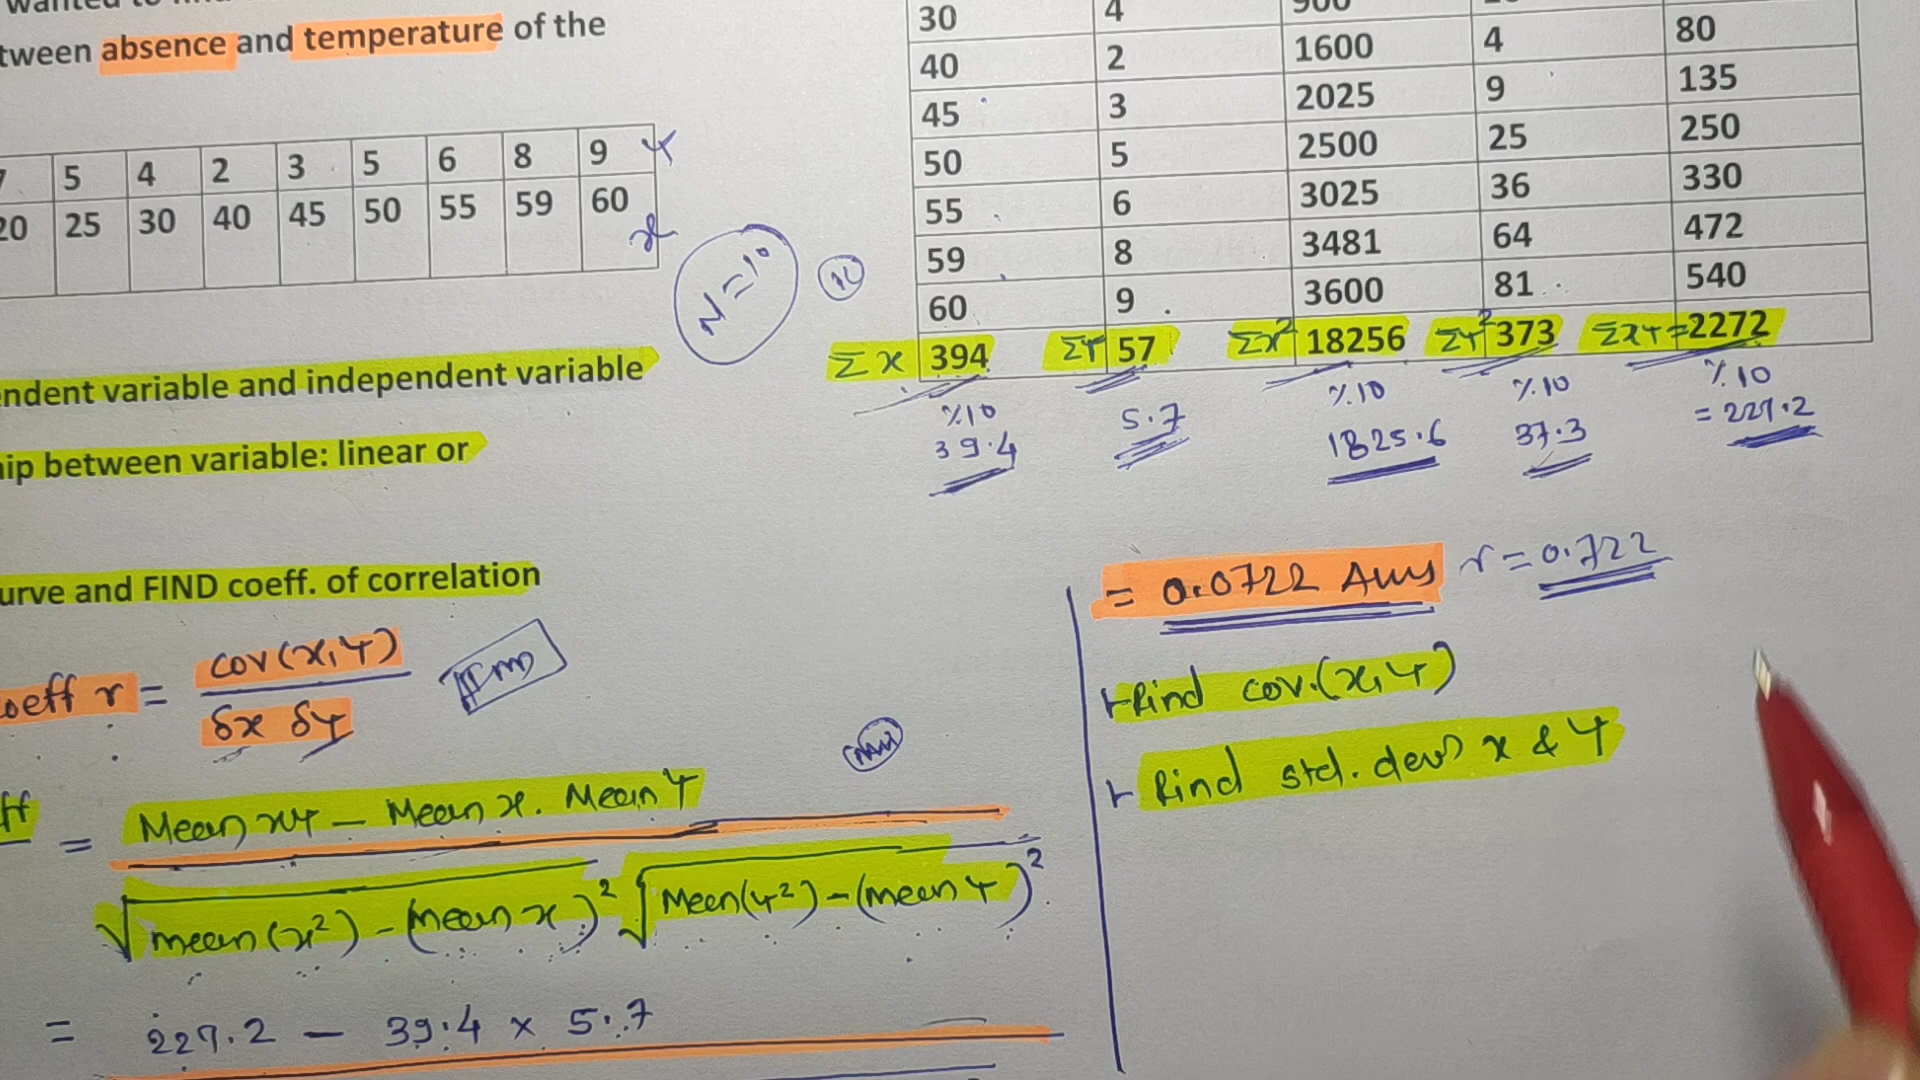 tween absence and temperature of the
5 4 2 3 5 6 8 9 Y
20 25 30 40 45 50 55 59 60 x
N=10
ndent variable and independent variable
ip between variable: linear or
urve and FIND coeff. of correlation
oeff r = cov(x,Y)
δx δY
ff = Mean xY – Mean x. Mean Y
√mean(x²) - (mean x)² √Mean(Y²) - (mean Y)²
= 227.2 – 39.4 x 5.7
30 4 900
40 2 1600 4 80
45 3 2025 9 135
50 5 2500 25 250
55 6 3025 36 330
59 8 3481 64 472
60 9 3600 81 540
Σx 394 ΣY 57 Σx² 18256 ΣY² 373 ΣxY = 2272
%10 %10 %10 %10
39.4 5.7 1825.6 37.3 = 227.2
= 0.0722 Ans r = 0.722
Find cov.(x,Y)
Find std. devn x & Y